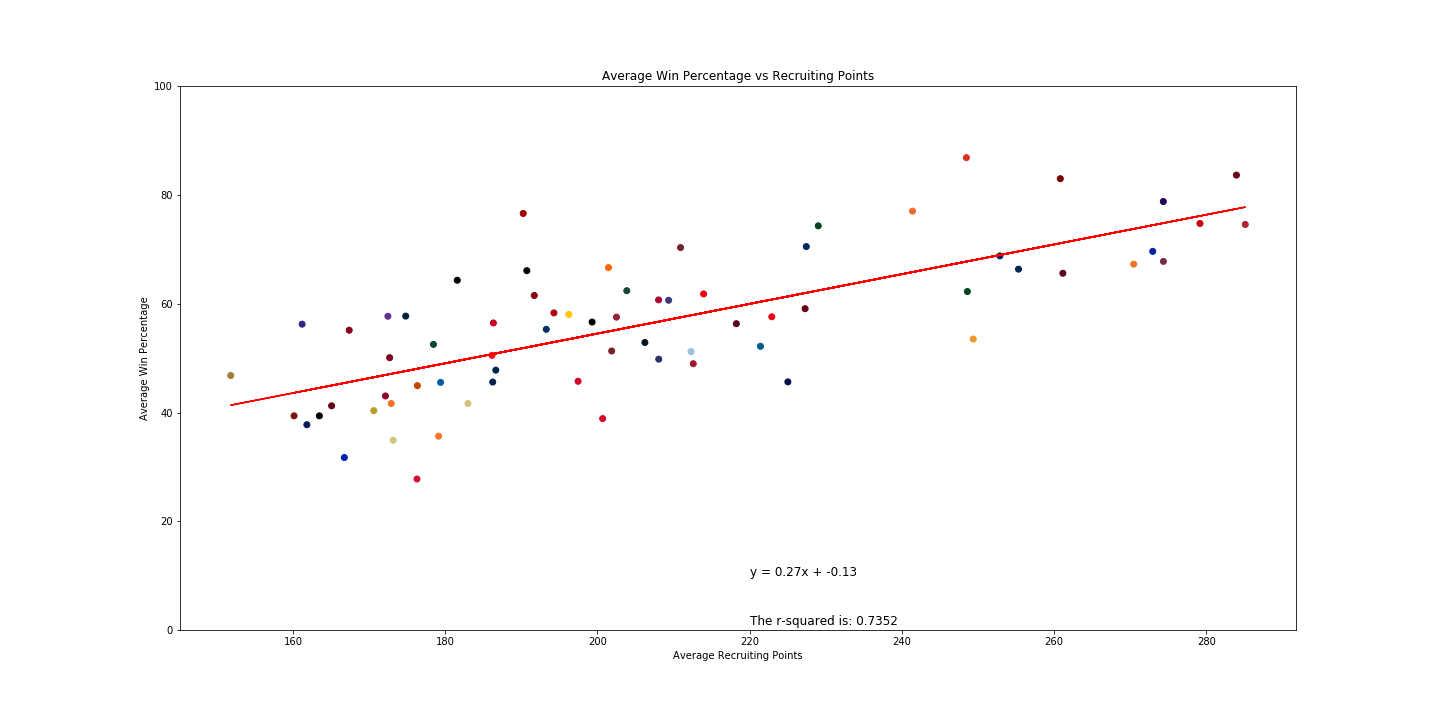 Average Win Percentage vs Recruiting Points
100
80
60
40
20
0
Average Win Percentage
y = 0.27x + -0.13
The r-squared is: 0.7352
160 180 200 220 240 260 280
Average Recruiting Points